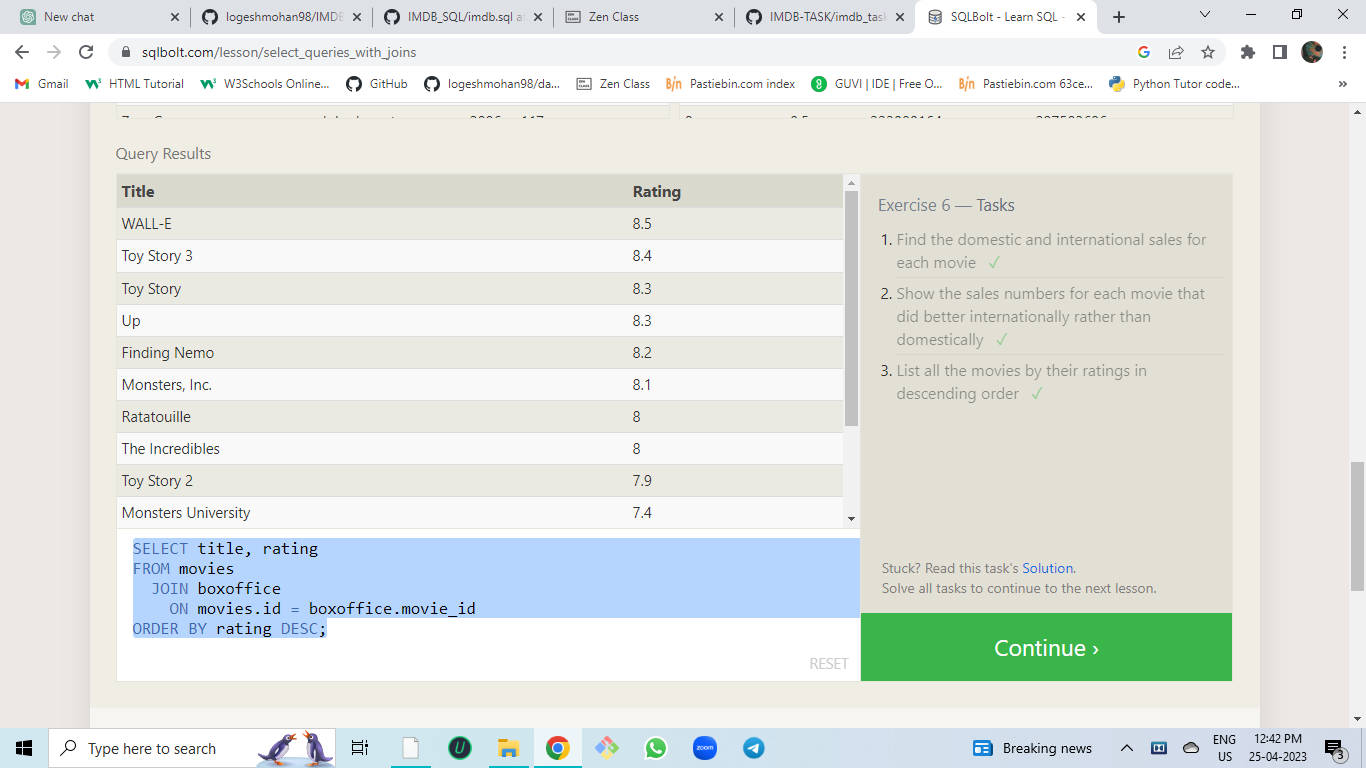 New chat
logeshmohan98/IMDB
IMDB_SQL/imdb.sql at
Zen Class
IMDB-TASK/imdb_task
SQLBolt - Learn SQL -
sqlbolt.com/lesson/select_queries_with_joins
Gmail
HTML Tutorial
W3Schools Online...
GitHub
logeshmohan98/da...
Zen Class
Pastiebin.com index
GUVI | IDE | Free O...
Pastiebin.com 63ce...
Python Tutor code...
»
Query Results
Title Rating
WALL-E 8.5
Toy Story 3 8.4
Toy Story 8.3
Up 8.3
Finding Nemo 8.2
Monsters, Inc. 8.1
Ratatouille 8
The Incredibles 8
Toy Story 2 7.9
Monsters University 7.4
SELECT title, rating
FROM movies
JOIN boxoffice
ON movies.id = boxoffice.movie_id
ORDER BY rating DESC;
RESET
Exercise 6 — Tasks
1. Find the domestic and international sales for
each movie ✓
2. Show the sales numbers for each movie that
did better internationally rather than
domestically ✓
3. List all the movies by their ratings in
descending order ✓
Stuck? Read this task's Solution.
Solve all tasks to continue to the next lesson.
Continue ›
Type here to search
zoom
Breaking news
ENG
US
12:42 PM
25-04-2023
3